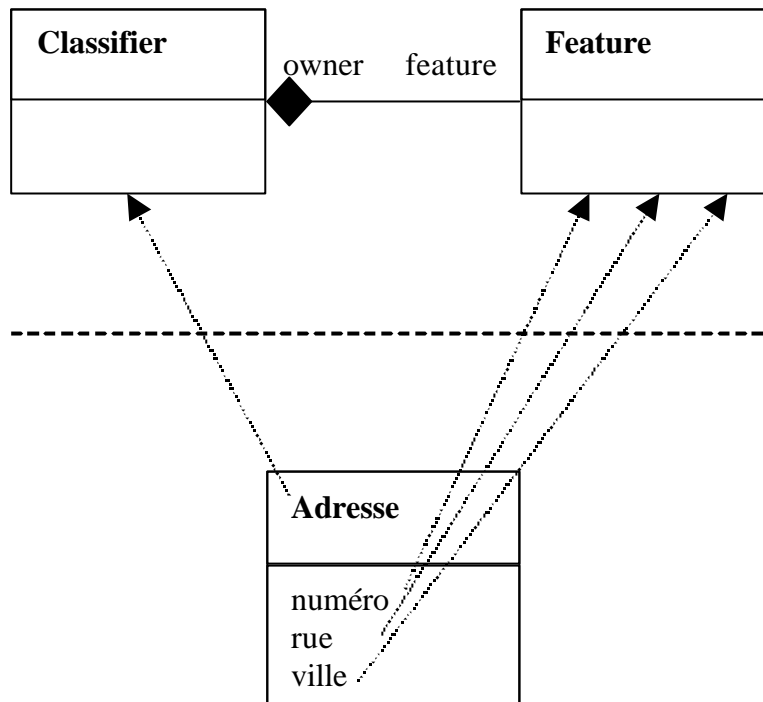 Classifier
Feature
owner feature
Adresse
numéro
rue
ville